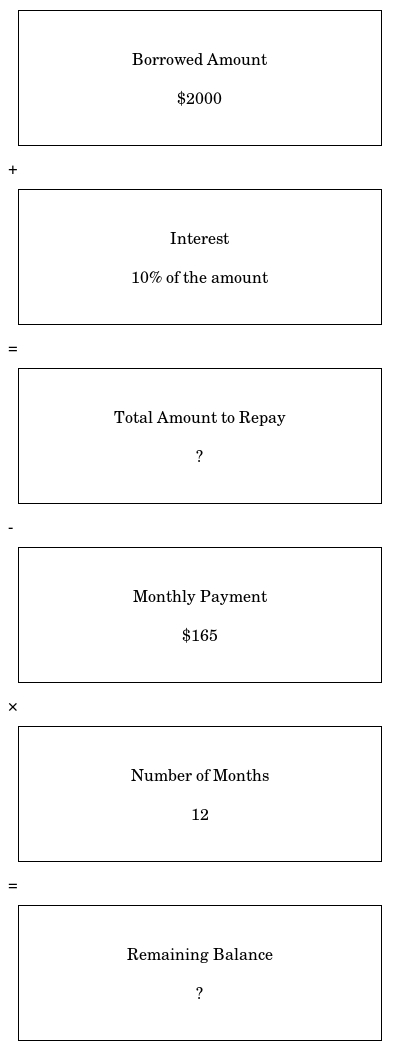 Borrowed Amount
$2000
+
Interest
10% of the amount
=
Total Amount to Repay
?
-
Monthly Payment
$165
×
Number of Months
12
=
Remaining Balance
?